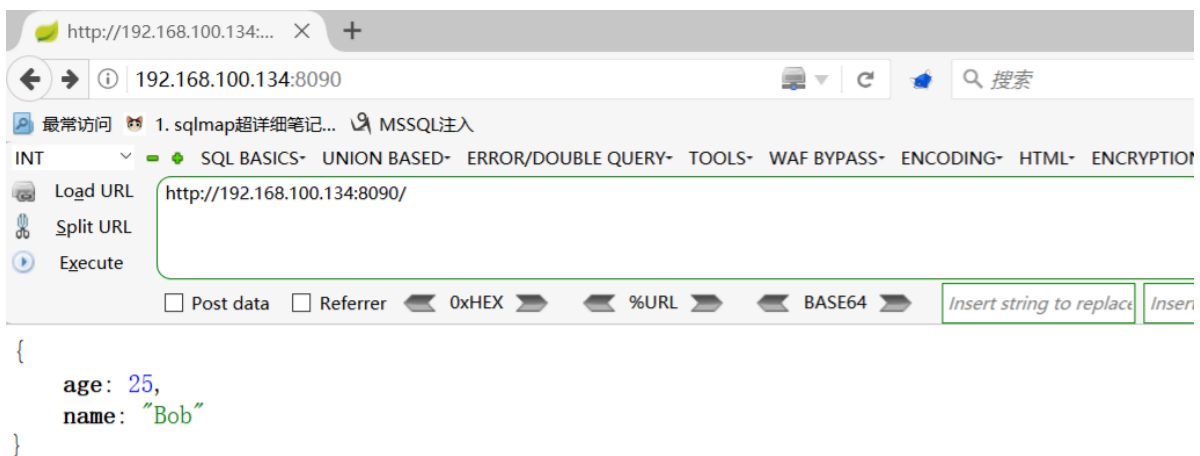 http://192.168.100.134:...
192.168.100.134:8090 搜索
最常访问 1. sqlmap超详细笔记... MSSQL注入
INT SQL BASICS- UNION BASED- ERROR/DOUBLE QUERY- TOOLS- WAF BYPASS- ENCODING- HTML- ENCRYPTION
Load URL http://192.168.100.134:8090/
Split URL
Execute
Post data Referrer 0xHEX %URL BASE64 Insert string to replace Inser
{
age: 25,
name: "Bob"
}